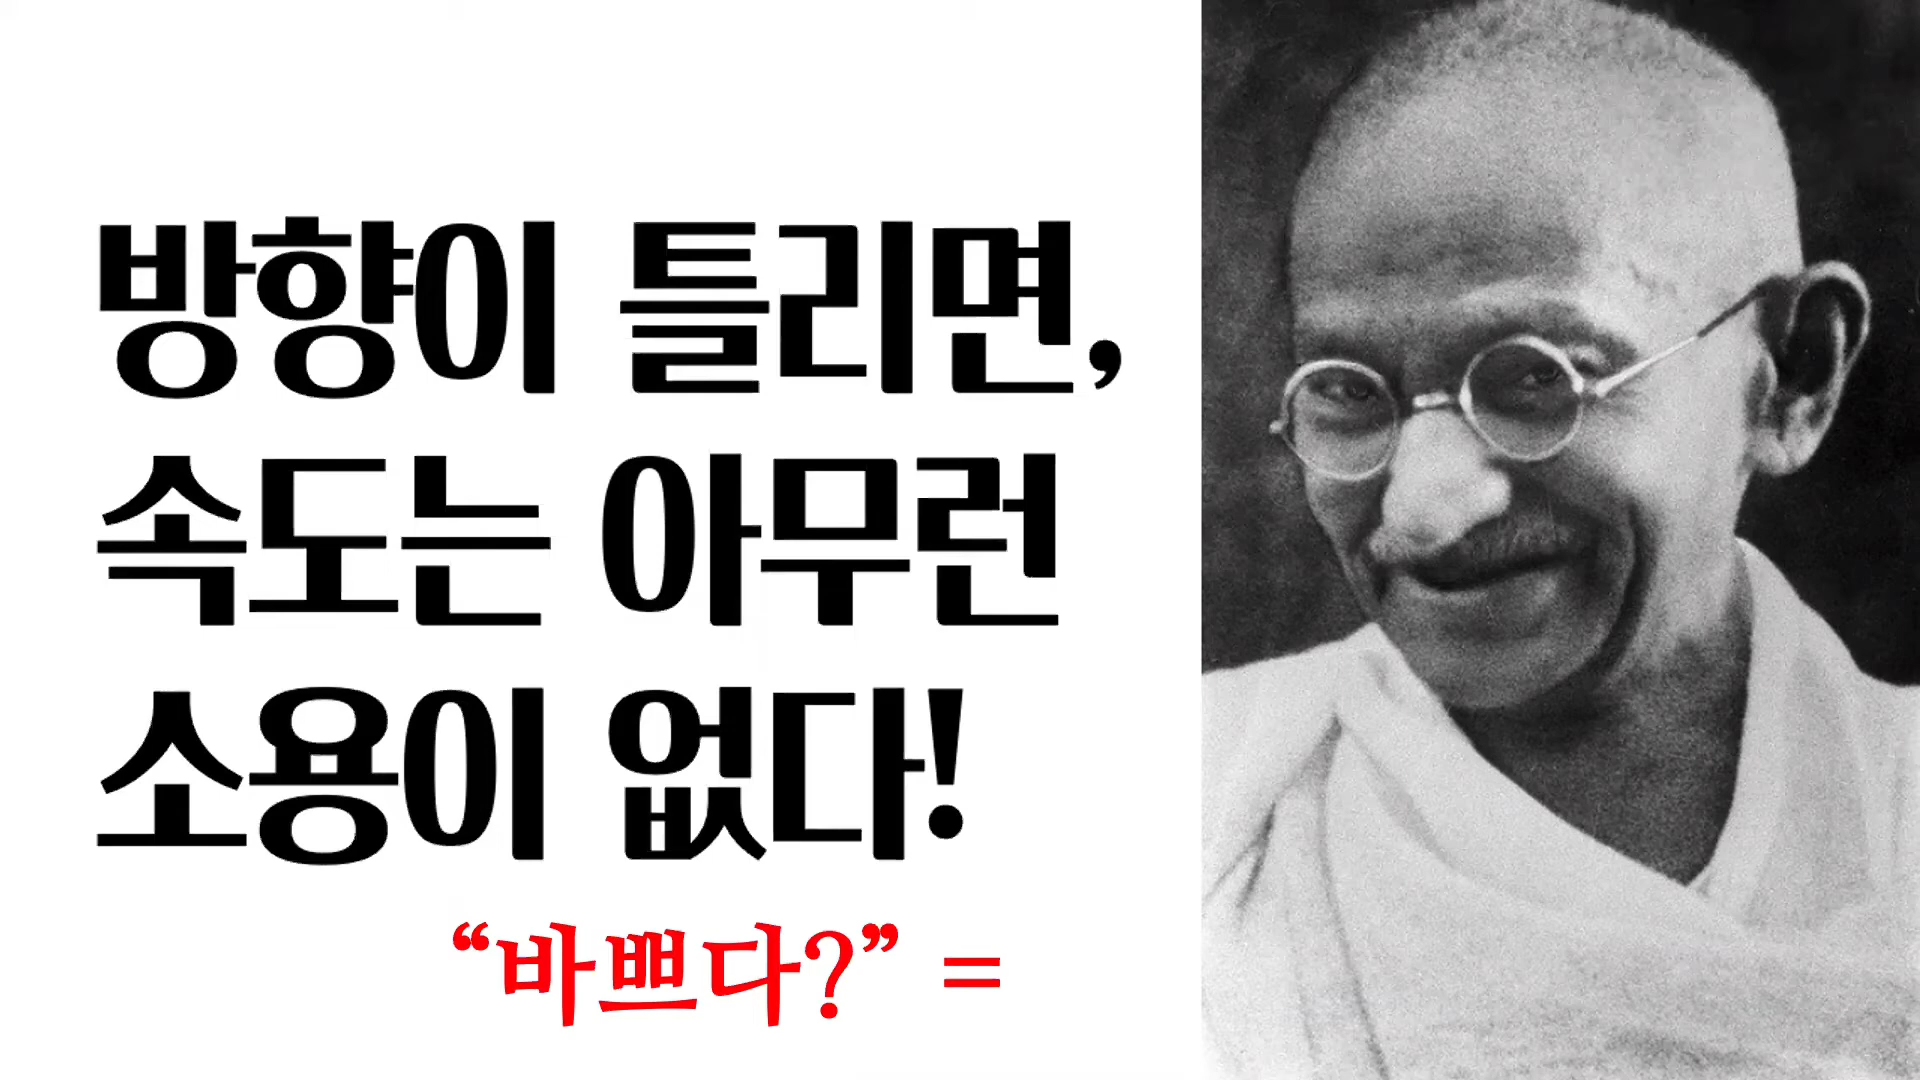 방향이 틀리면,
속도는 아무런
소용이 없다!
“바쁘다?” =